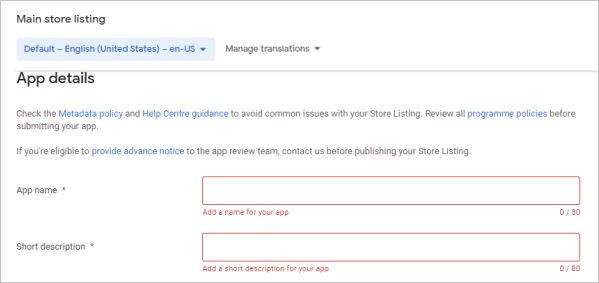 Main store listing
Default – English (United States) – en-US Manage translations
App details
Check the Metadata policy and Help Centre guidance to avoid common issues with your Store Listing. Review all programme policies before
submitting your app.
If you're eligible to provide advance notice to the app review team, contact us before publishing your Store Listing.
App name *
Add a name for your app 0 / 30
Short description *
Add a short description for your app 0 / 80